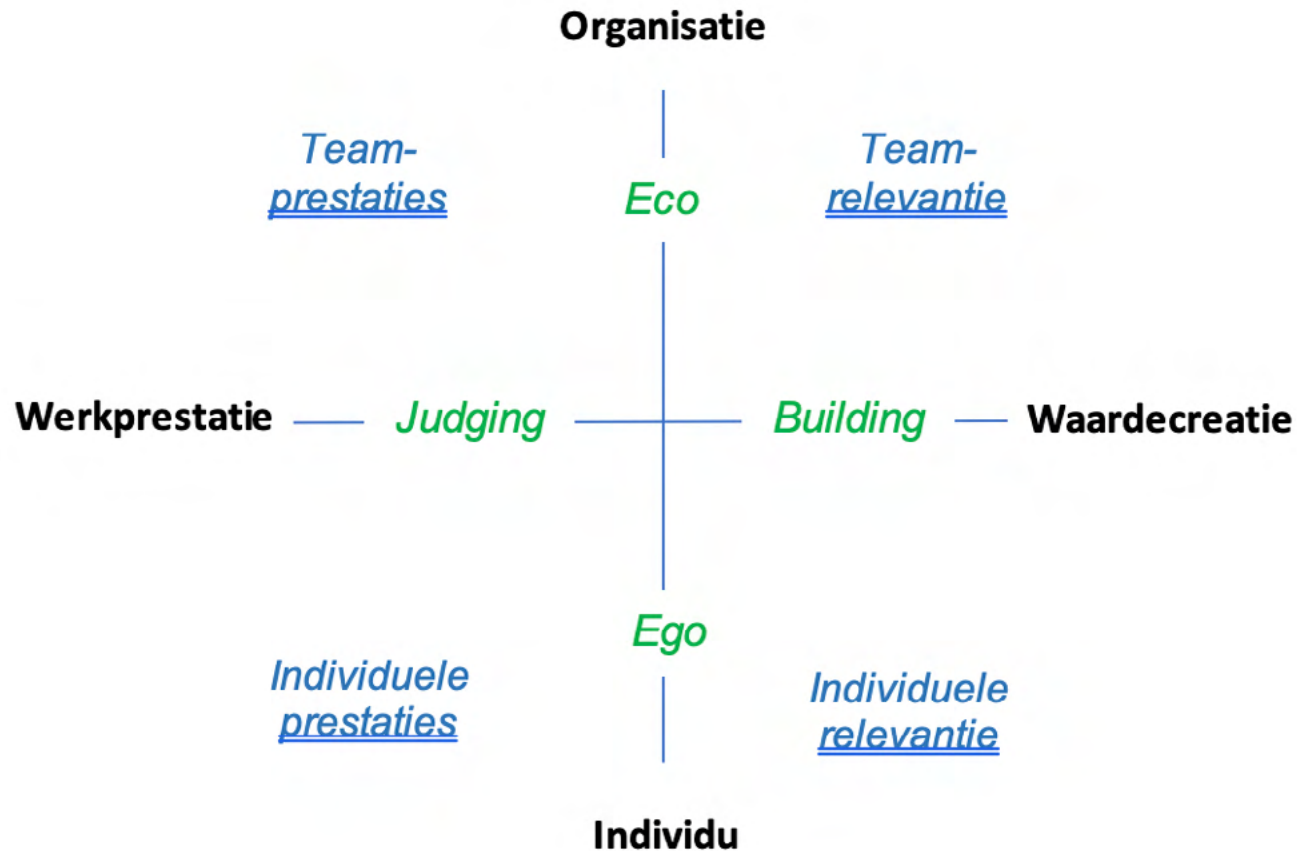 Organisatie
Team-
prestaties
Team-
relevantie
Eco
Werkprestatie
Judging
Building
Waardecreatie
Ego
Individuele
prestaties
Individuele
relevantie
Individu